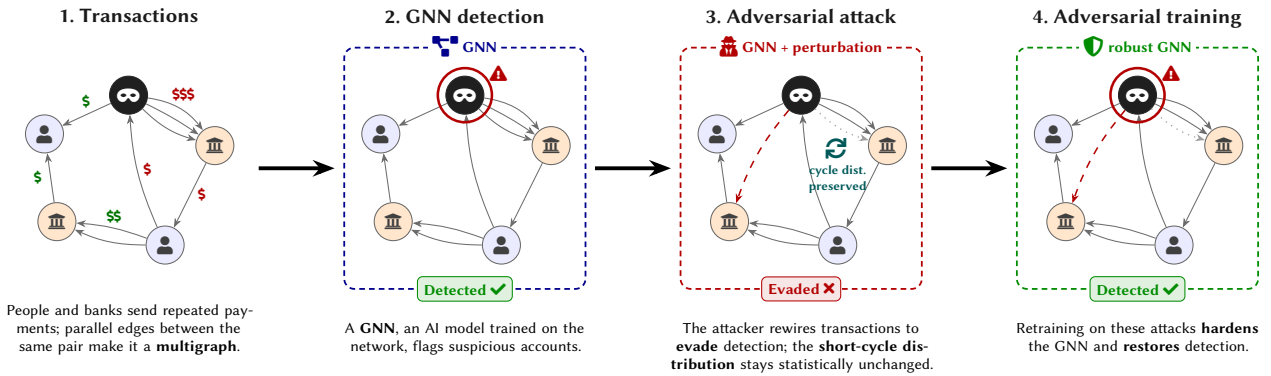 1. Transactions
$
$$$
$
$
$
$$
People and banks send repeated pay-
ments; parallel edges between the
same pair make it a multigraph.
2. GNN detection
GNN
Detected ✔
A GNN, an AI model trained on the
network, flags suspicious accounts.
3. Adversarial attack
GNN + perturbation
cycle dist.
preserved
Evaded ✖
The attacker rewires transactions to
evade detection; the short-cycle dis-
tribution stays statistically unchanged.
4. Adversarial training
robust GNN
Detected ✔
Retraining on these attacks hardens
the GNN and restores detection.